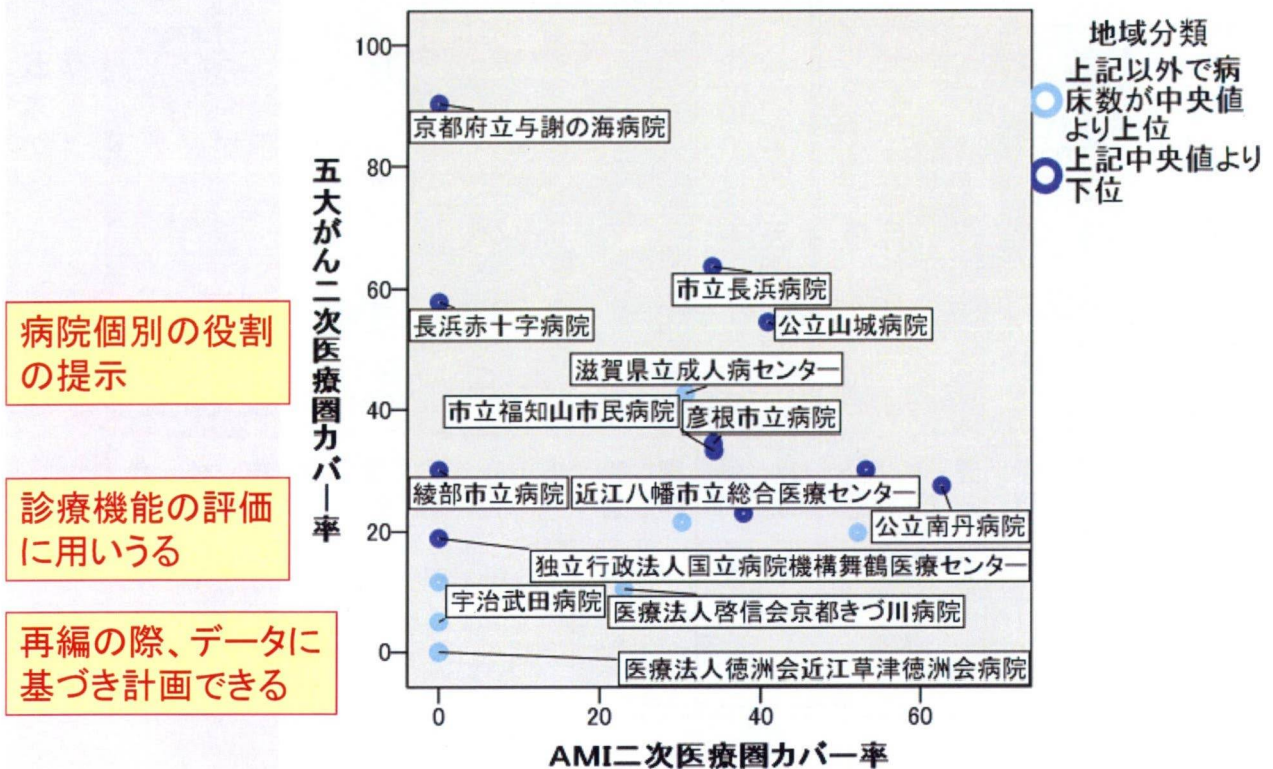 病院個別の役割
の提示
診療機能の評価
に用いうる
再編の際、データに
基づき計画できる
五大がん二次医療圏カバー率
100
80
60
40
20
0
京都府立与謝の海病院
市立長浜病院
長浜赤十字病院
公立山城病院
滋賀県立成人病センター
市立福知山市民病院
彦根市立病院
綾部市立病院
近江八幡市立総合医療センター
公立南丹病院
独立行政法人国立病院機構舞鶴医療センター
宇治武田病院
医療法人啓信会京都きづ川病院
医療法人徳洲会近江草津徳洲会病院
0
20
40
60
AMI二次医療圏カバー率
地域分類
上記以外で病
床数が中央値
より上位
上記中央値より
下位